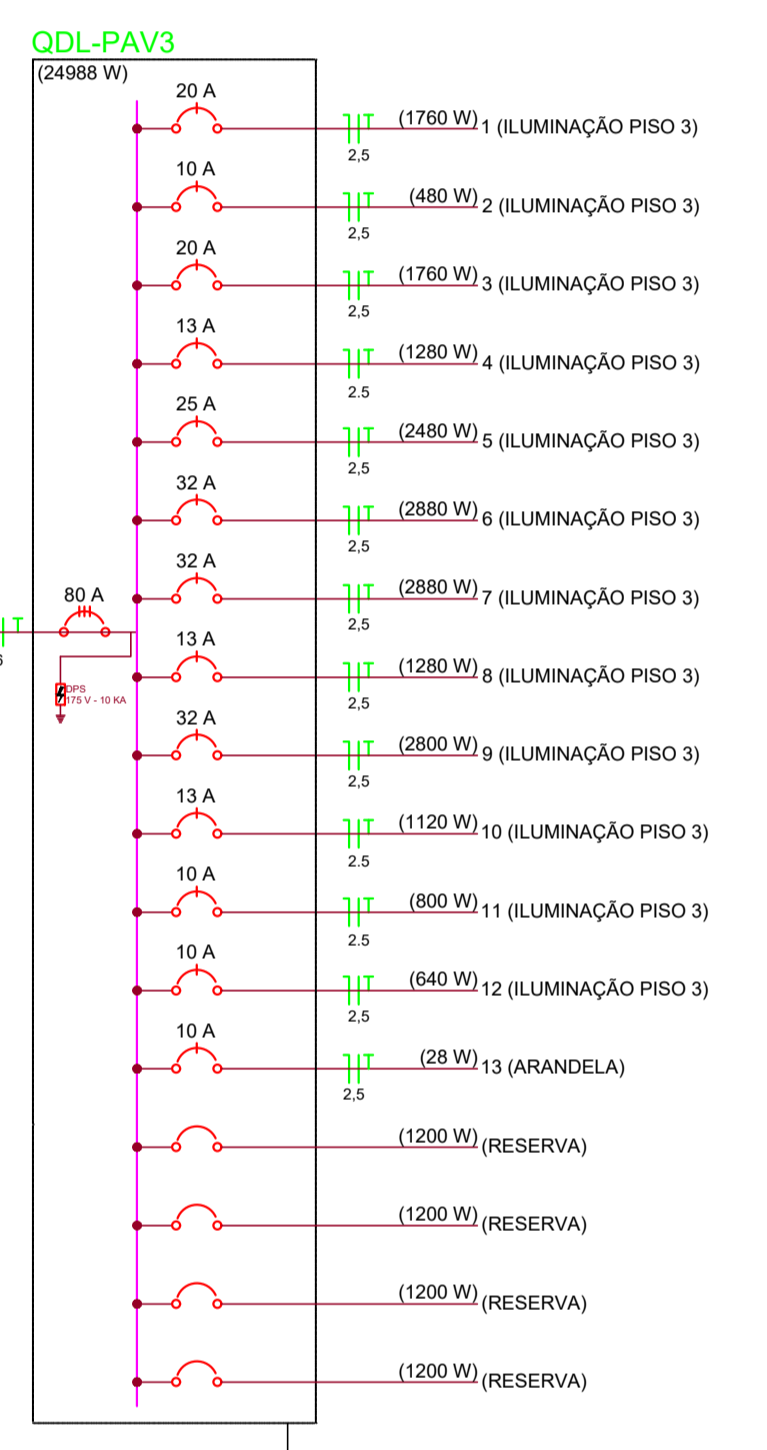 QDL-PAV3
(24988 W)
20 A
(1760 W) 1 (ILUMINAÇÃO PISO 3)
2,5
10 A
(480 W) 2 (ILUMINAÇÃO PISO 3)
2,5
20 A
(1760 W) 3 (ILUMINAÇÃO PISO 3)
2,5
13 A
(1280 W) 4 (ILUMINAÇÃO PISO 3)
2.5
25 A
(2480 W) 5 (ILUMINAÇÃO PISO 3)
2,5
32 A
(2880 W) 6 (ILUMINAÇÃO PISO 3)
2,5
32 A
(2880 W) 7 (ILUMINAÇÃO PISO 3)
2,5
80 A
13 A
(1280 W) 8 (ILUMINAÇÃO PISO 3)
2,5
DPS
175 V - 10 KA
32 A
(2800 W) 9 (ILUMINAÇÃO PISO 3)
2,5
13 A
(1120 W) 10 (ILUMINAÇÃO PISO 3)
2.5
10 A
(800 W) 11 (ILUMINAÇÃO PISO 3)
2.5
10 A
(640 W) 12 (ILUMINAÇÃO PISO 3)
2,5
10 A
(28 W) 13 (ARANDELA)
2,5
(1200 W) (RESERVA)
(1200 W) (RESERVA)
(1200 W) (RESERVA)
(1200 W) (RESERVA)